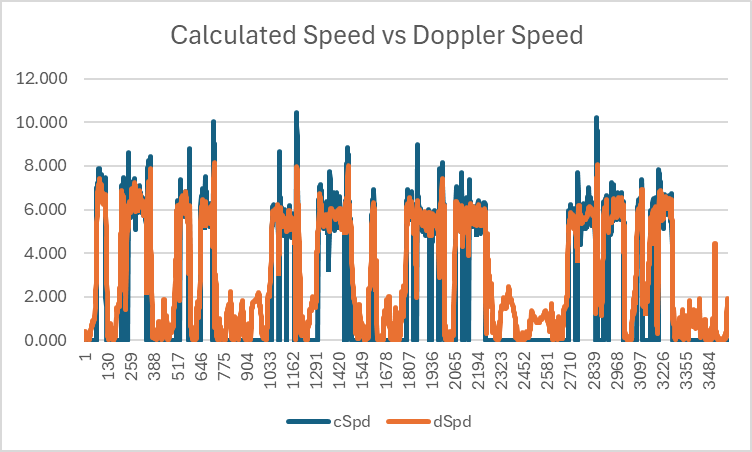 Calculated Speed vs Doppler Speed
12.000
10.000
8.000
6.000
4.000
2.000
0.000
1 130 259 388 517 646 775 904 1033 1162 1291 1420 1549 1678 1807 1936 2065 2194 2323 2452 2581 2710 2839 2968 3097 3226 3355 3484
cSpd dSpd